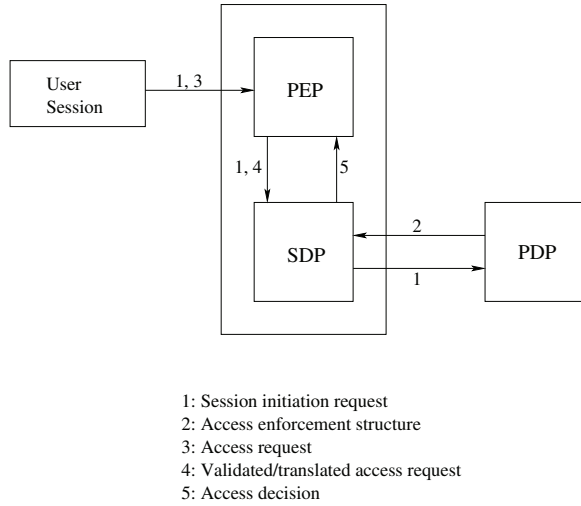 User
Session
1, 3
PEP
1, 4
5
SDP
2
1
PDP
1: Session initiation request
2: Access enforcement structure
3: Access request
4: Validated/translated access request
5: Access decision